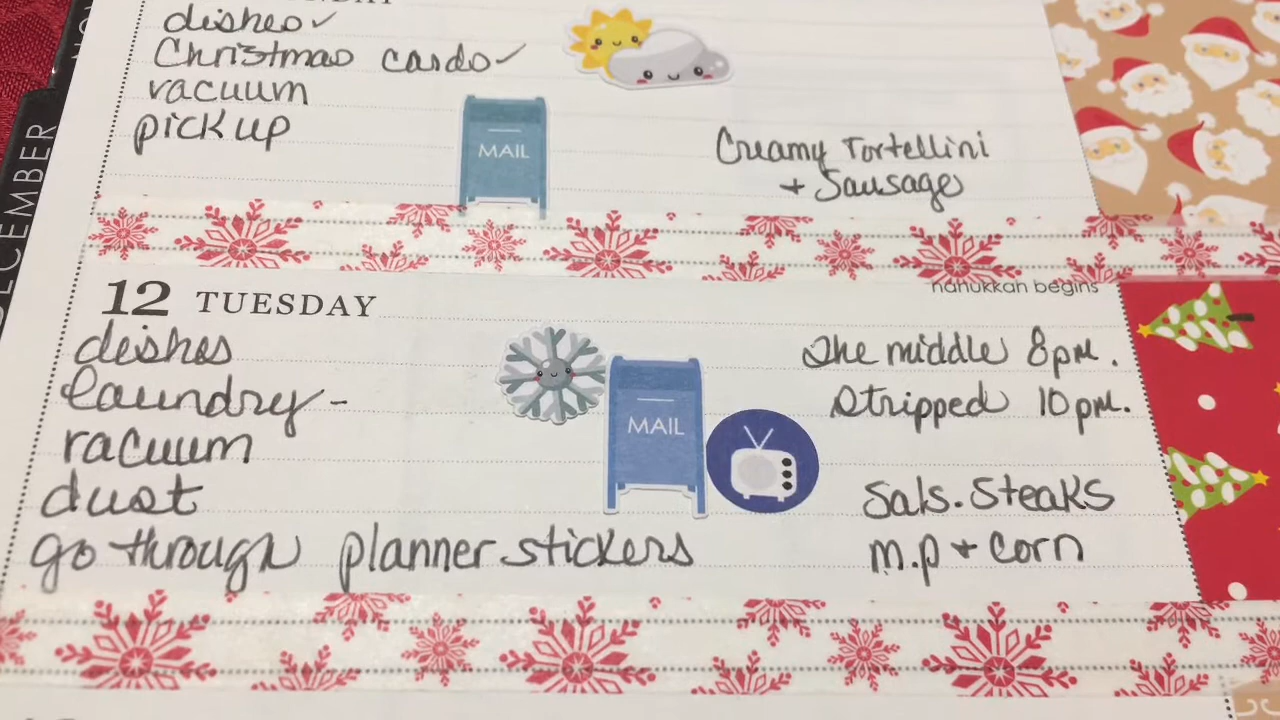 dishes✓
Christmas cards✓
vacuum
pick up
MAIL
Creamy Tortellini
+ Sausage
DECEMBER
12 TUESDAY
hanukkah begins
dishes
laundry -
vacuum
dust
go through planner stickers
MAIL
The middle 8pm.
Stripped 10pm.
Sals. Steaks
m.p + corn